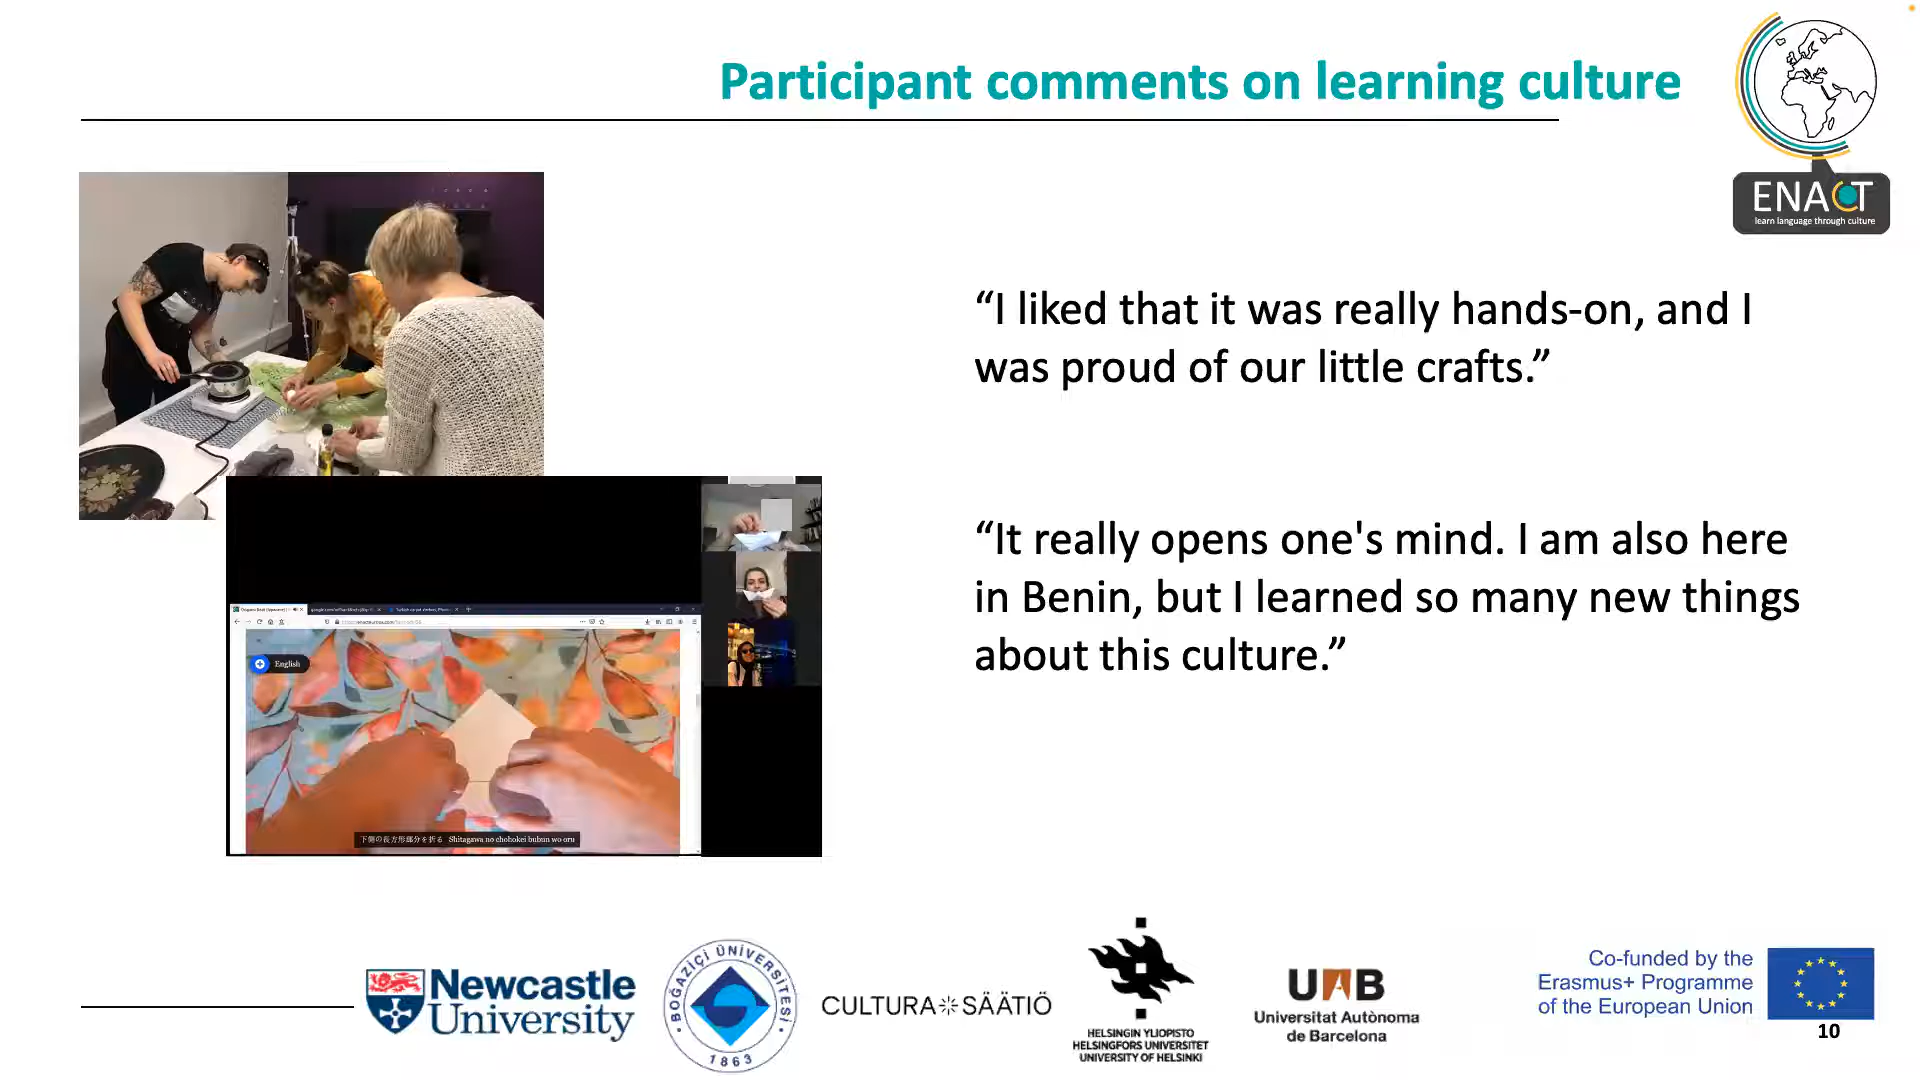 Participant comments on learning culture
ENACT
learn language through culture
“I liked that it was really hands-on, and I
was proud of our little crafts.”
“It really opens one's mind. I am also here
in Benin, but I learned so many new things
about this culture.”
English
下側の長方形部分を折る Shitagawa no chohokei bubun wo oru
Newcastle
University
BOĞAZİÇİ ÜNİVERSİTESİ
1863
CULTURA SÄÄTIÖ
HELSINGIN YLIOPISTO
HELSINGFORS UNIVERSITET
UNIVERSITY OF HELSINKI
UAB
Universitat Autònoma
de Barcelona
Co-funded by the
Erasmus+ Programme
of the European Union
10